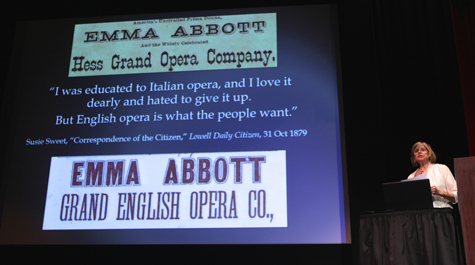 America's Unrivalled Prima Donna,
EMMA ABBOTT
And the Widely Celebrated
Hess Grand Opera Company.
“I was educated to Italian opera, and I love it
dearly and hated to give it up.
But English opera is what the people want.”
Susie Sweet, “Correspondence of the Citizen,” Lowell Daily Citizen, 31 Oct 1879
EMMA ABBOTT
GRAND ENGLISH OPERA CO.,